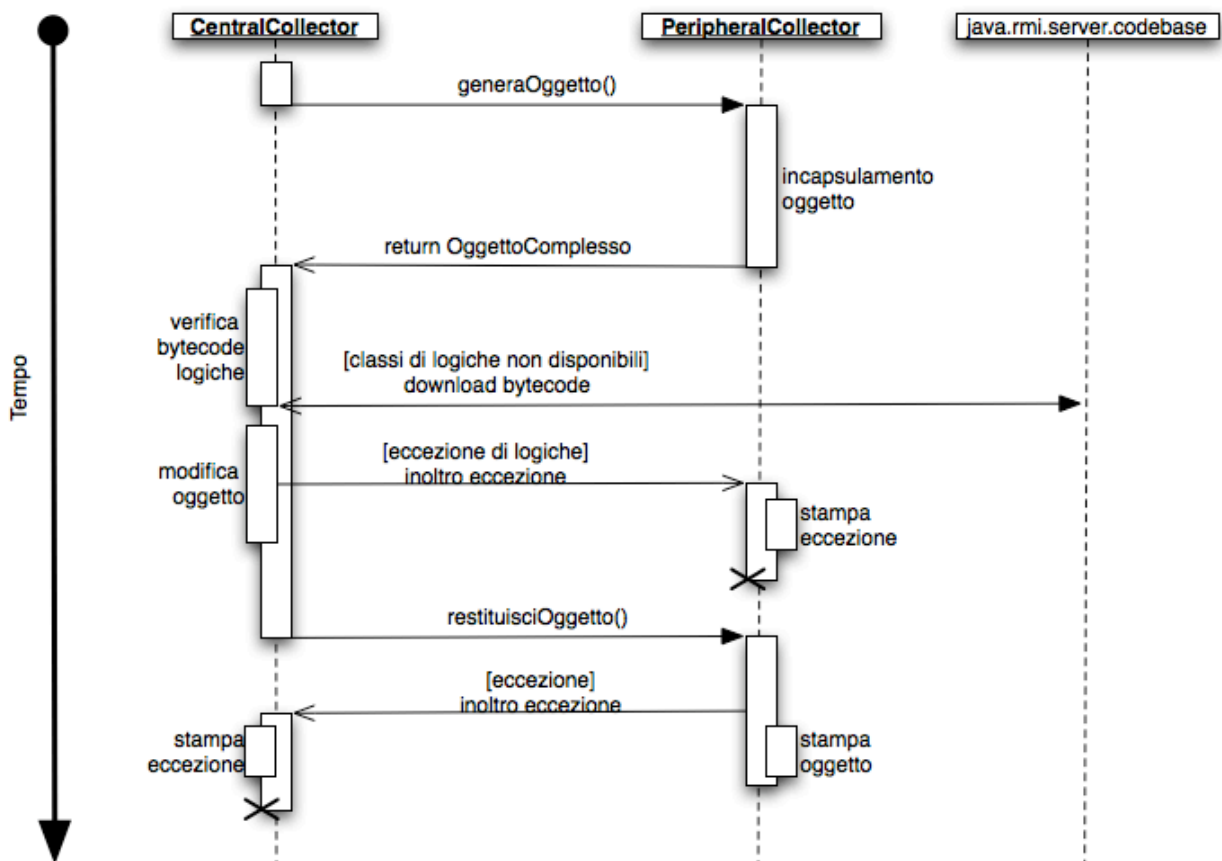 CentralCollector
PeripheralCollector
java.rmi.server.codebase
generaOggetto()
incapsulamento
oggetto
return OggettoComplesso
verifica
bytecode
logiche
[classi di logiche non disponibili]
download bytecode
Tempo
[eccezione di logiche]
inoltro eccezione
modifica
oggetto
stampa
eccezione
restituisciOggetto()
[eccezione]
inoltro eccezione
stampa
eccezione
stampa
oggetto